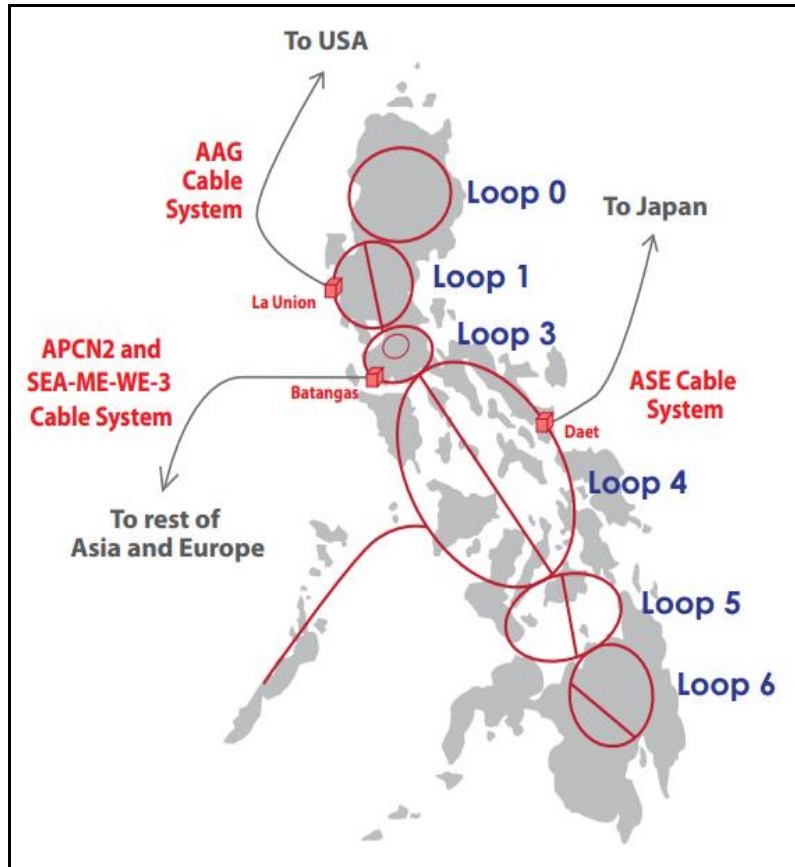 To USA
AAG
Cable
System
Loop 0
To Japan
La Union
Loop 1
Loop 3
APCN2 and
SEA-ME-WE-3
Cable System
Batangas
ASE Cable
System
Daet
Loop 4
To rest of
Asia and Europe
Loop 5
Loop 6